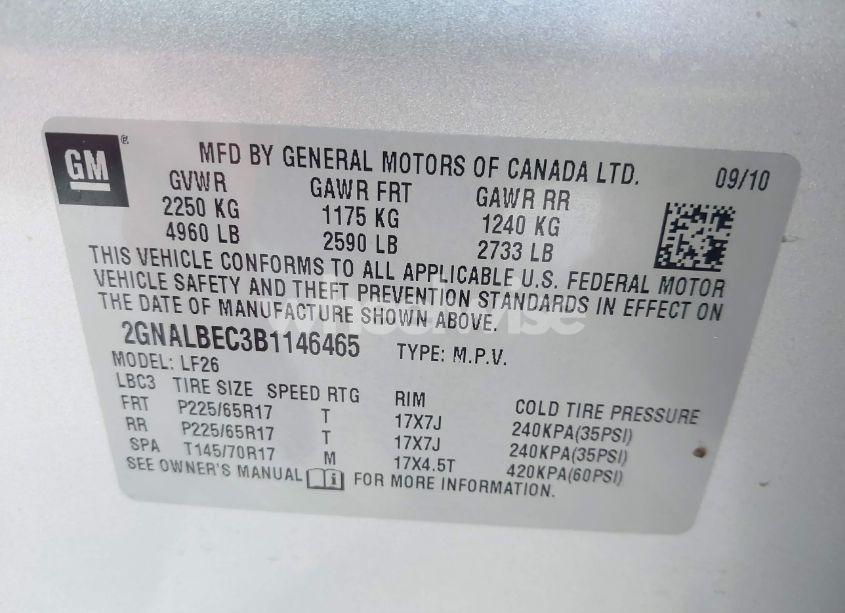 GM ®
MFD BY GENERAL MOTORS OF CANADA LTD. 09/10
GVWR GAWR FRT GAWR RR
2250 KG 1175 KG 1240 KG
4960 LB 2590 LB 2733 LB
THIS VEHICLE CONFORMS TO ALL APPLICABLE U.S. FEDERAL MOTOR
VEHICLE SAFETY AND THEFT PREVENTION STANDARDS IN EFFECT ON
THE DATE OF MANUFACTURE SHOWN ABOVE.
2GNALBEC3B1146465 TYPE: M.P.V.
MODEL: LF26
LBC3 TIRE SIZE SPEED RTG RIM COLD TIRE PRESSURE
FRT P225/65R17 T 17X7J 240KPA(35PSI)
RR P225/65R17 T 17X7J 240KPA(35PSI)
SPA T145/70R17 M 17X4.5T 420KPA(60PSI)
SEE OWNER'S MANUAL i FOR MORE INFORMATION.